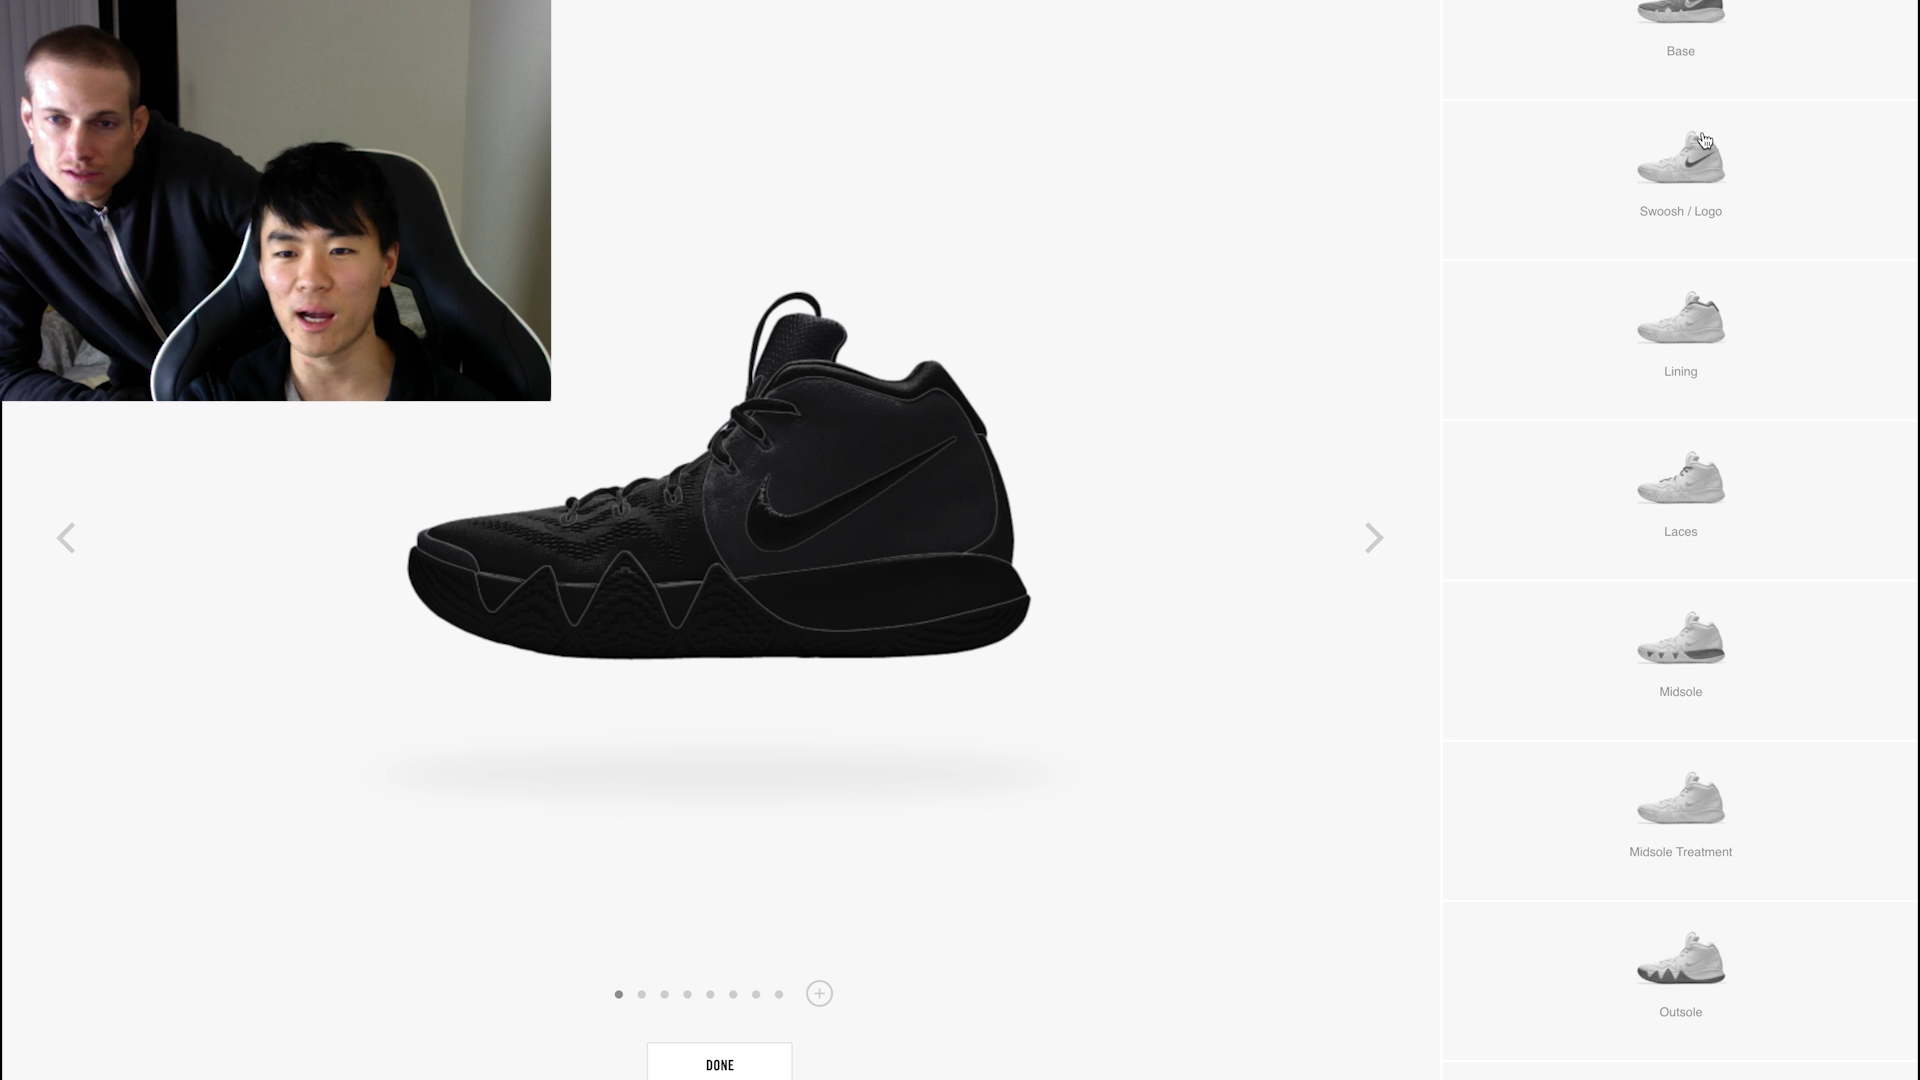 Base
Swoosh / Logo
Lining
Laces
Midsole
Midsole Treatment
Outsole
DONE